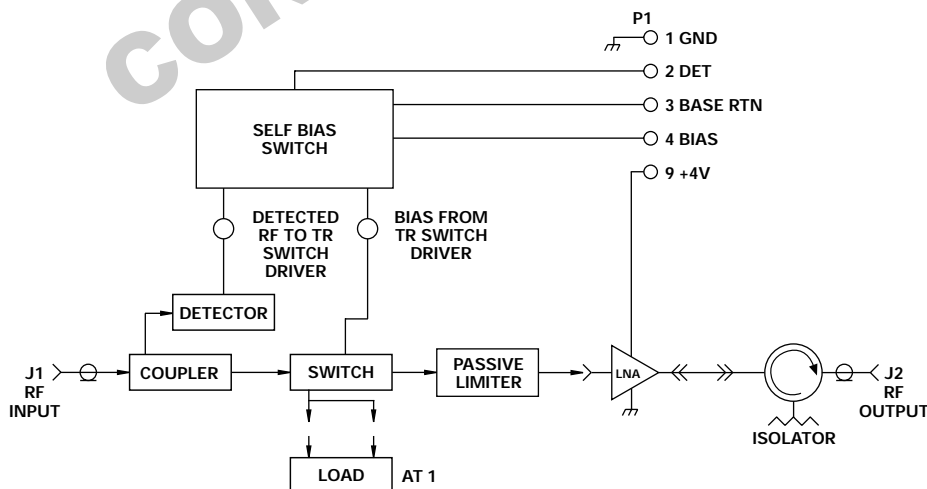 P1
1 GND
2 DET
3 BASE RTN
4 BIAS
9 +4V
SELF BIAS
SWITCH
DETECTED
RF TO TR
SWITCH
DRIVER
BIAS FROM
TR SWITCH
DRIVER
DETECTOR
J1
RF
INPUT
COUPLER
SWITCH
PASSIVE
LIMITER
LNA
J2
RF
OUTPUT
ISOLATOR
LOAD
AT 1